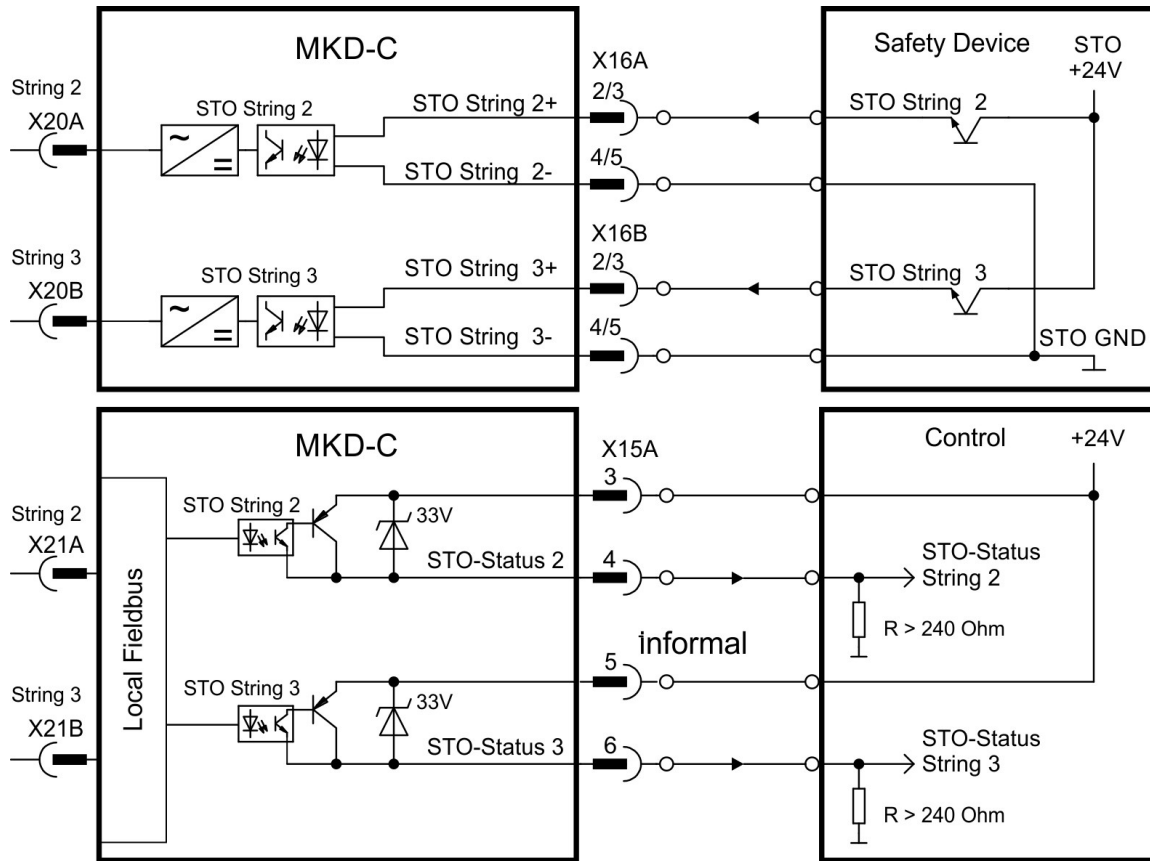 MKD-C
String 2
X20A
STO String 2
STO String 2+
STO String 2-
String 3
X20B
STO String 3
STO String 3+
STO String 3-
X16A
2/3
4/5
X16B
2/3
4/5
Safety Device
STO
+24V
STO String 2
STO String 3
STO GND
MKD-C
String 2
X21A
String 3
X21B
Local Fieldbus
STO String 2
33V
STO-Status 2
STO String 3
33V
STO-Status 3
X15A
3
4
informal
5
6
Control
+24V
STO-Status
String 2
R > 240 Ohm
STO-Status
String 3
R > 240 Ohm
~
=
~
=